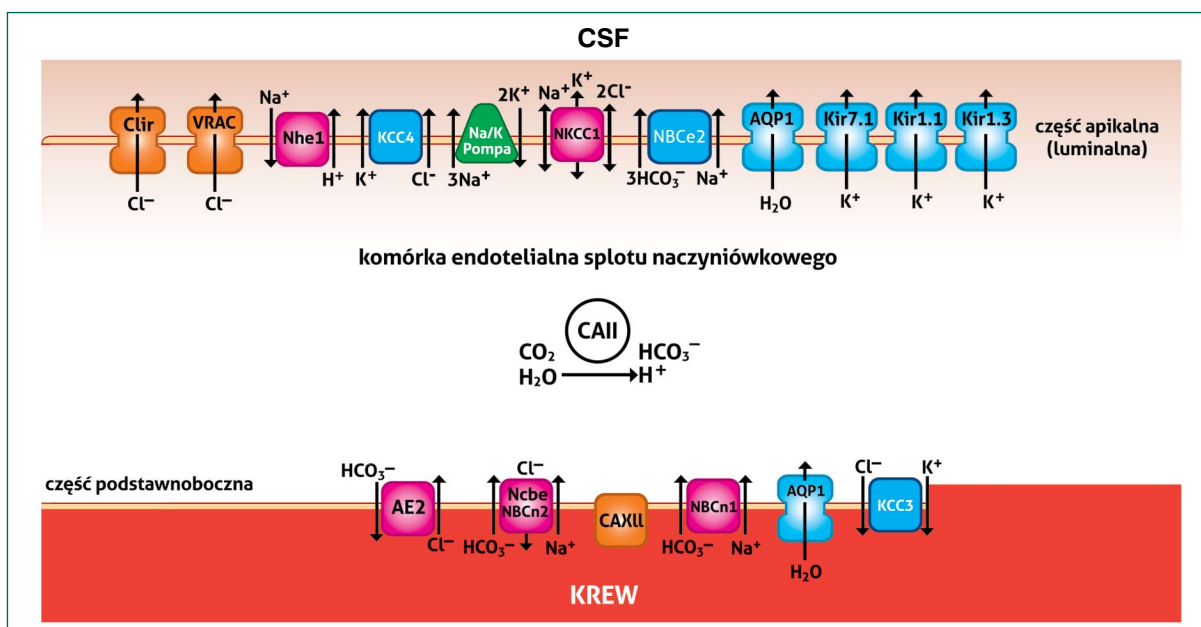 CSF
Clir
VRAC
Na⁺
Nhe1
KCC4
2K⁺
Na/K
Pompa
Na⁺
K⁺
2Cl⁻
NKCC1
NBCe2
AQP1
Kir7.1
Kir1.1
Kir1.3
część apikalna
(luminalna)
Cl⁻
Cl⁻
H⁺
K⁺
Cl⁻
3Na⁺
3HCO₃⁻
Na⁺
H₂O
K⁺
K⁺
K⁺
komórka endotelialna splotu naczyniówkowego
CAII
CO₂
HCO₃⁻
H₂O
H⁺
część podstawnoboczna
HCO₃⁻
AE2
Cl⁻
Cl⁻
Ncbe
NBCn2
HCO₃⁻
Na⁺
CAXII
NBCn1
HCO₃⁻
Na⁺
AQP1
H₂O
Cl⁻
K⁺
KCC3
KREW